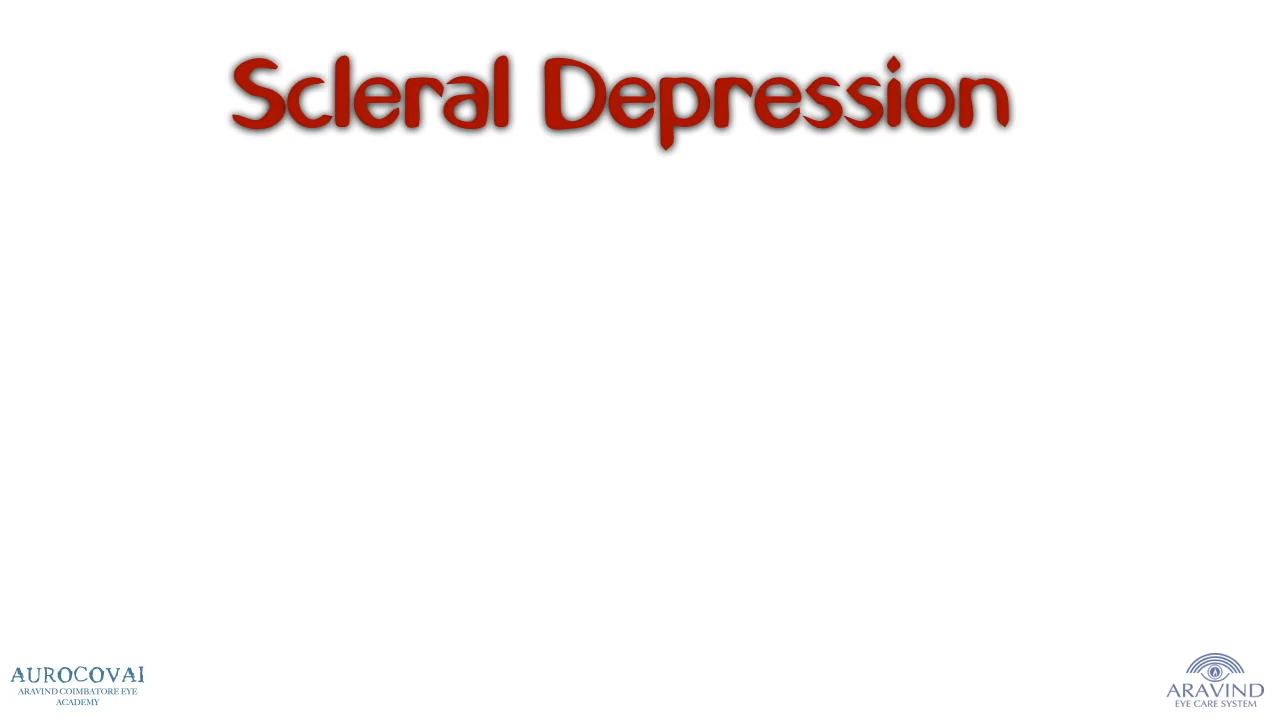 Scleral Depression
AUROCOVAI
ARAVIND COIMBATORE EYE
ACADEMY
ARAVIND
EYE CARE SYSTEM